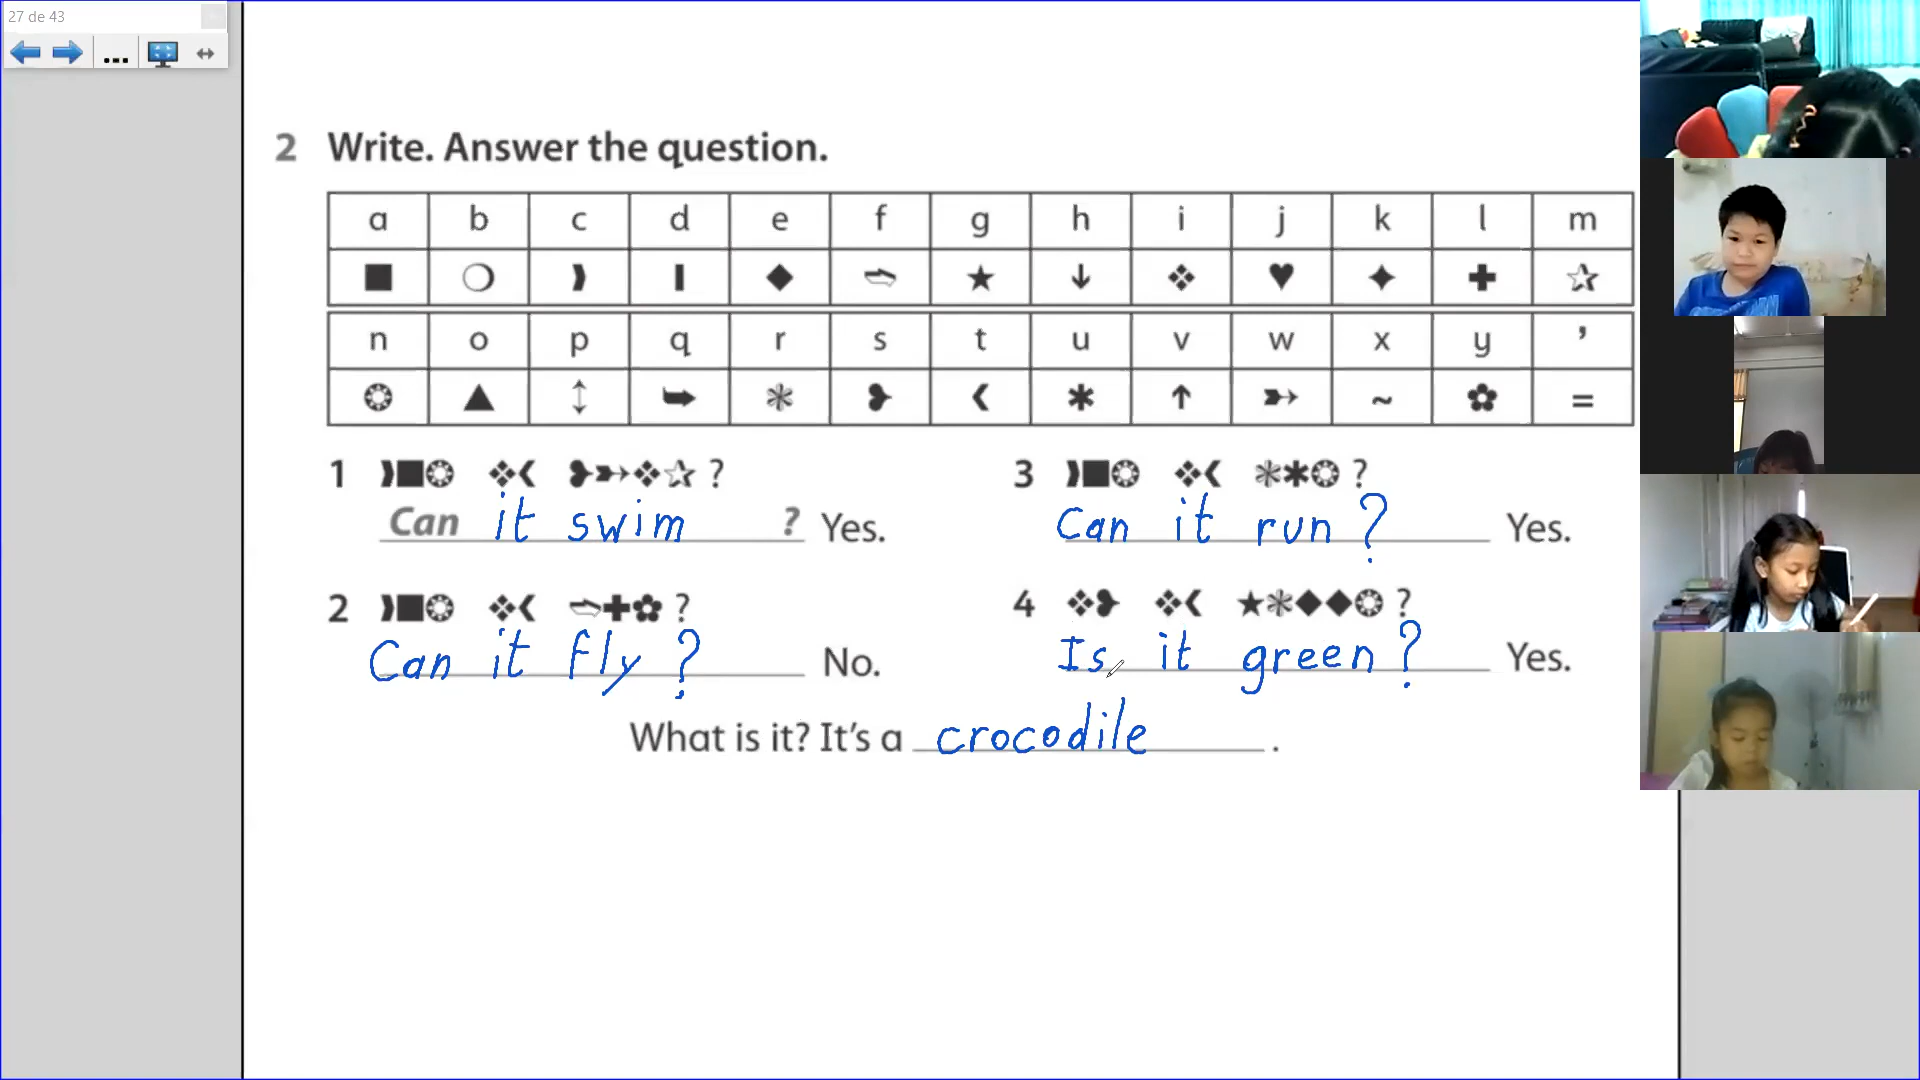 27 de 43
2 Write. Answer the question.
a b c d e f g h i j k l m
■ ❍ ❫ ❙ ◆ ➯ ★ ↓ ❖ ♥ ✦ ✚ ✰
n o p q r s t u v w x y ’
❂ ▲ ↕ ➥ ❃ ❥ ❮ ✱ ↑ ➳ ~ ✿ =
1 ❫■❂ ❖❮ ❥➳❖✰ ?
Can it swim ? Yes.
2 ❫■❂ ❖❮ ➯✚✿ ?
Can it fly ? No.
3 ❫■❂ ❖❮ ❃✱❂ ?
Can it run ? Yes.
4 ❖❥ ❖❮ ★❃◆◆❂ ?
Is it green ? Yes.
What is it? It's a crocodile .